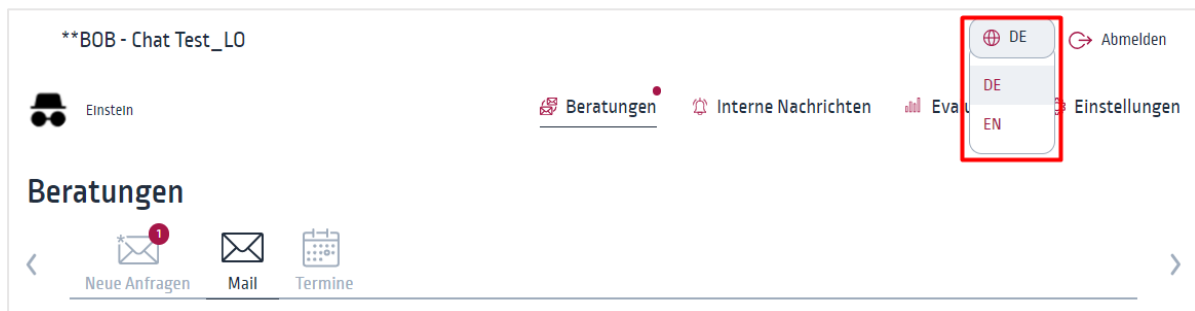 **BOB - Chat Test_LO
DE
Abmelden
Einstein
Beratungen
Interne Nachrichten
Einstellungen
DE
EN
Beratungen
1
Neue Anfragen
Mail
Termine